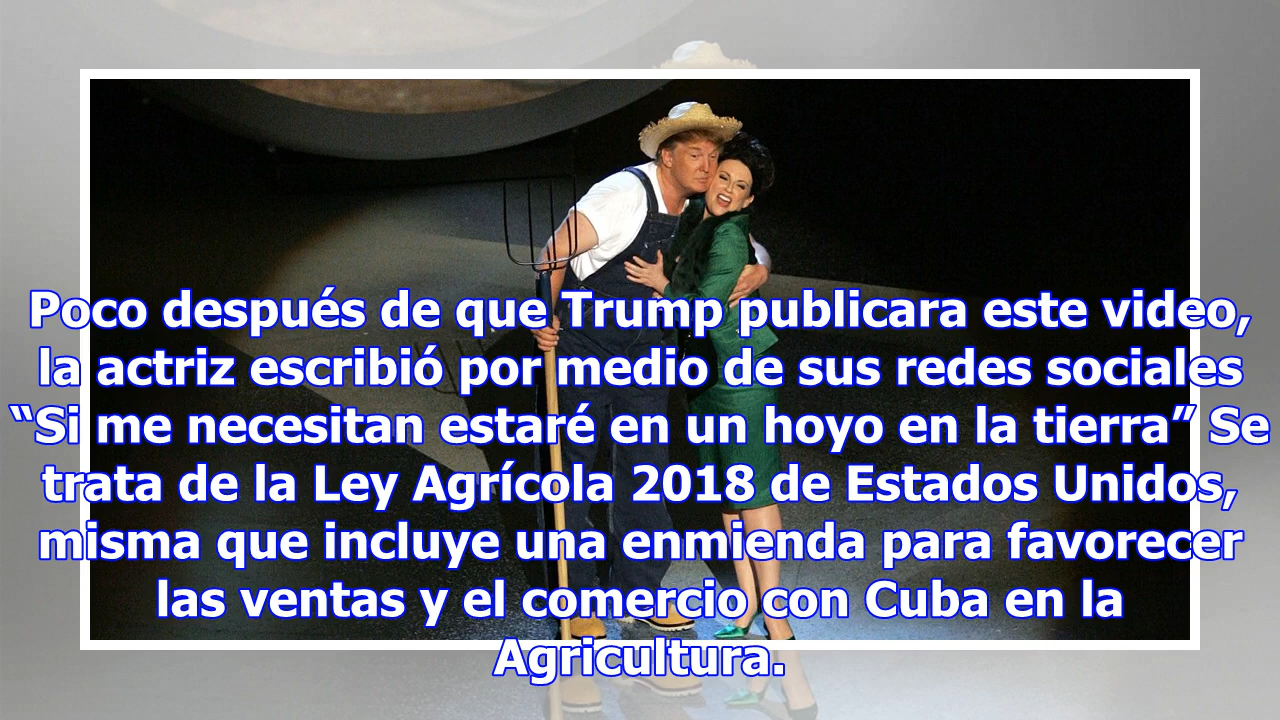 Poco después de que Trump publicara este video,
la actriz escribió por medio de sus redes sociales
“Si me necesitan estaré en un hoyo en la tierra” Se
trata de la Ley Agrícola 2018 de Estados Unidos,
misma que incluye una enmienda para favorecer
las ventas y el comercio con Cuba en la
Agricultura.